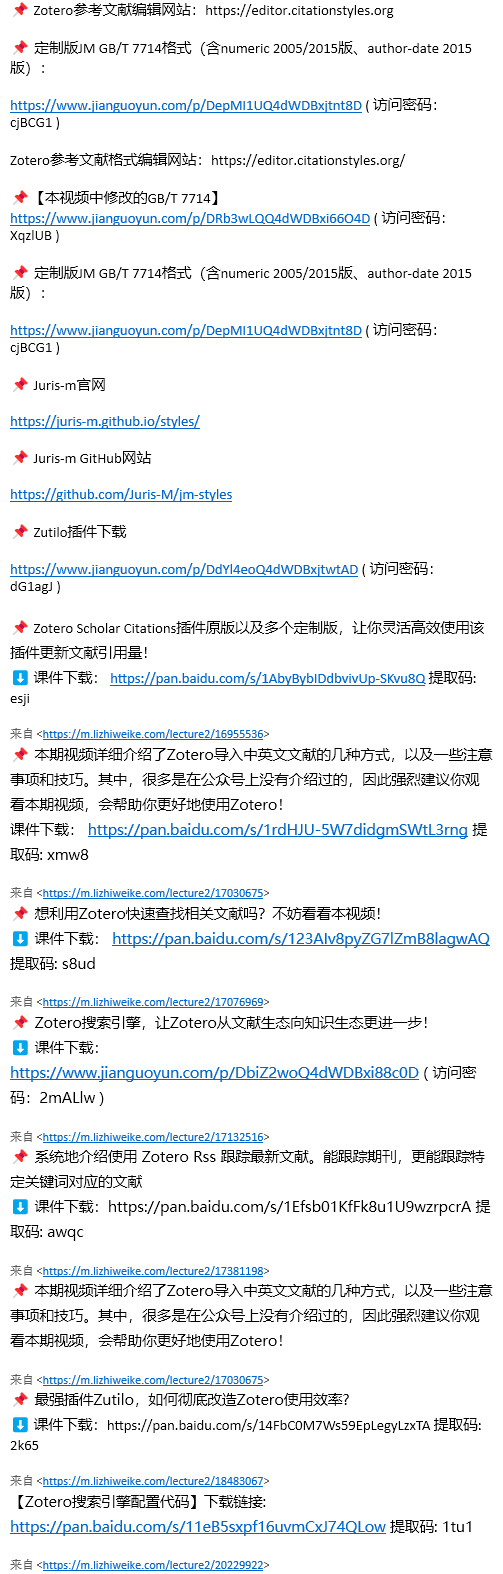 📌 Zotero参考文献编辑网站：https://editor.citationstyles.org
📌 定制版JM GB/T 7714格式（含numeric 2005/2015版、author-date 2015
版）：
https://www.jianguoyun.com/p/DepMI1UQ4dWDBxjtnt8D ( 访问密码：
cjBCG1 )
Zotero参考文献格式编辑网站：https://editor.citationstyles.org/
📌【本视频中修改的GB/T 7714】
https://www.jianguoyun.com/p/DRb3wLQQ4dWDBxi66O4D ( 访问密码：
XqzlUB )
📌 定制版JM GB/T 7714格式（含numeric 2005/2015版、author-date 2015
版）：
https://www.jianguoyun.com/p/DepMI1UQ4dWDBxjtnt8D ( 访问密码：
cjBCG1 )
📌 Juris-m官网
https://juris-m.github.io/styles/
📌 Juris-m GitHub网站
https://github.com/Juris-M/jm-styles
📌 Zutilo插件下载
https://www.jianguoyun.com/p/DdYl4eoQ4dWDBxjtwtAD ( 访问密码：
dG1agJ )
📌 Zotero Scholar Citations插件原版以及多个定制版，让你灵活高效使用该
插件更新文献引用量！
⬇️ 课件下载： https://pan.baidu.com/s/1AbyBybIDdbvivUp-SKvu8Q 提取码:
esji
来自 <https://m.lizhiweike.com/lecture2/16955536>
📌 本期视频详细介绍了Zotero导入中英文文献的几种方式，以及一些注意
事项和技巧。其中，很多是在公众号上没有介绍过的，因此强烈建议你观
看本期视频，会帮助你更好地使用Zotero！
课件下载： https://pan.baidu.com/s/1rdHJU-5W7didgmSWtL3rng 提
取码: xmw8
来自 <https://m.lizhiweike.com/lecture2/17030675>
📌 想利用Zotero快速查找相关文献吗？不妨看看本视频！
⬇️ 课件下载： https://pan.baidu.com/s/123AIv8pyZG7lZmB8lagwAQ
提取码: s8ud
来自 <https://m.lizhiweike.com/lecture2/17076969>
📌 Zotero搜索引擎，让Zotero从文献生态向知识生态更进一步！
⬇️ 课件下载：
https://www.jianguoyun.com/p/DbiZ2woQ4dWDBxi88c0D ( 访问密
码：2mALlw )
来自 <https://m.lizhiweike.com/lecture2/17132516>
📌 系统地介绍使用 Zotero Rss 跟踪最新文献。能跟踪期刊，更能跟踪特
定关键词对应的文献
⬇️ 课件下载：https://pan.baidu.com/s/1Efsb01KfFk8u1U9wzrpcrA 提
取码: awqc
来自 <https://m.lizhiweike.com/lecture2/17381198>
📌 本期视频详细介绍了Zotero导入中英文文献的几种方式，以及一些注意
事项和技巧。其中，很多是在公众号上没有介绍过的，因此强烈建议你观
看本期视频，会帮助你更好地使用Zotero！
来自 <https://m.lizhiweike.com/lecture2/17030675>
📌 最强插件Zutilo，如何彻底改造Zotero使用效率?
⬇️ 课件下载：https://pan.baidu.com/s/14FbC0M7Ws59EpLegyLzxTA 提取码:
2k65
来自 <https://m.lizhiweike.com/lecture2/18483067>
【Zotero搜索引擎配置代码】下载链接:
https://pan.baidu.com/s/11eB5sxpf16uvmCxJ74QLow 提取码: 1tu1
来自 <https://m.lizhiweike.com/lecture2/20229922>